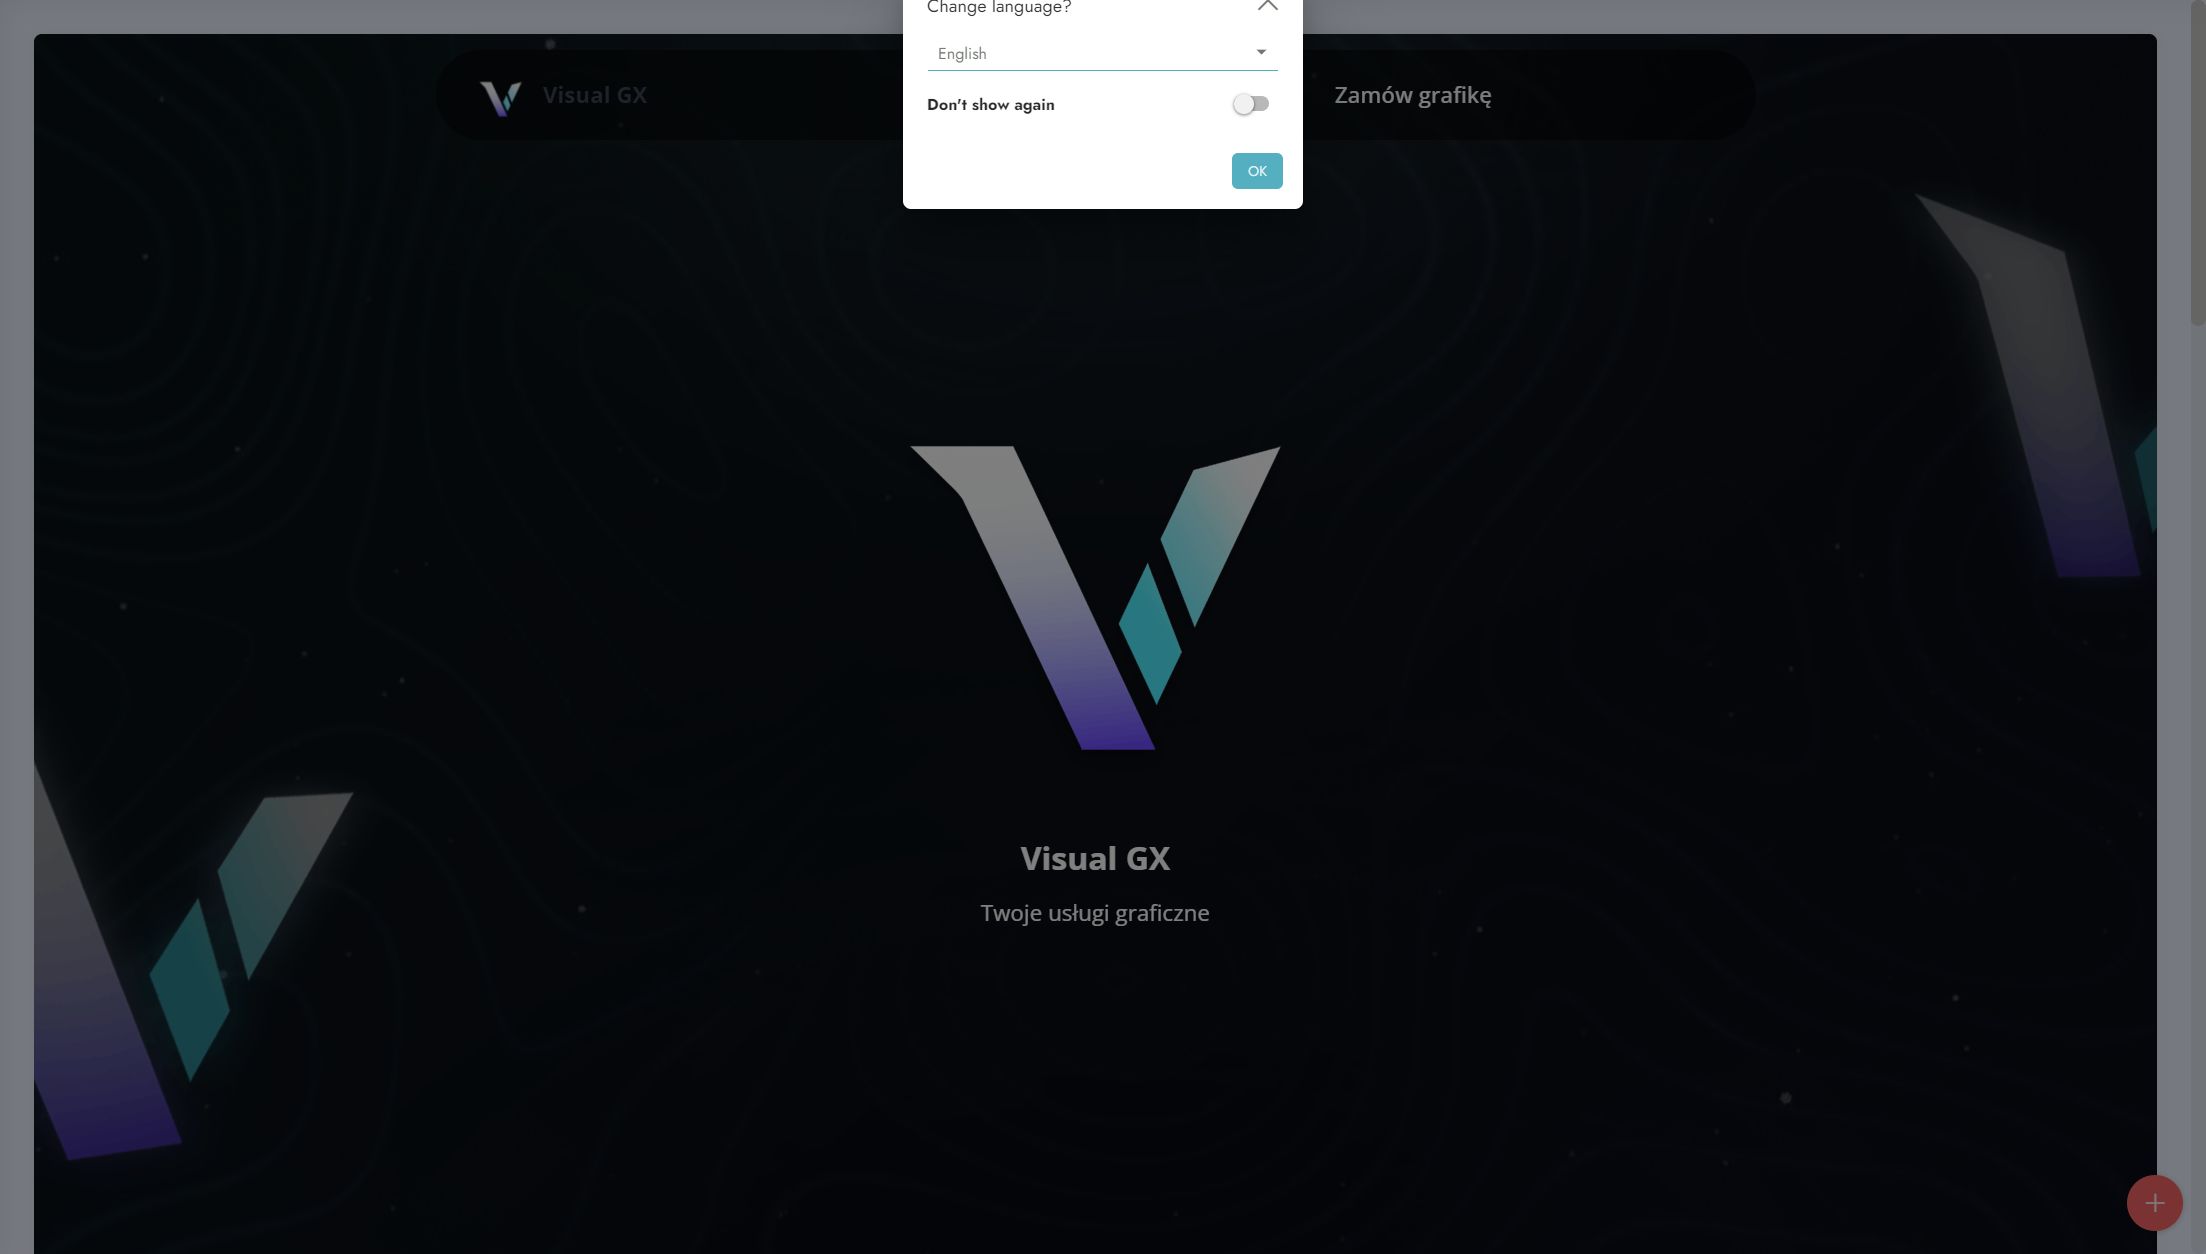 Change language?
English
Don't show again
OK
Visual GX
Zamów grafikę
Visual GX
Twoje usługi graficzne